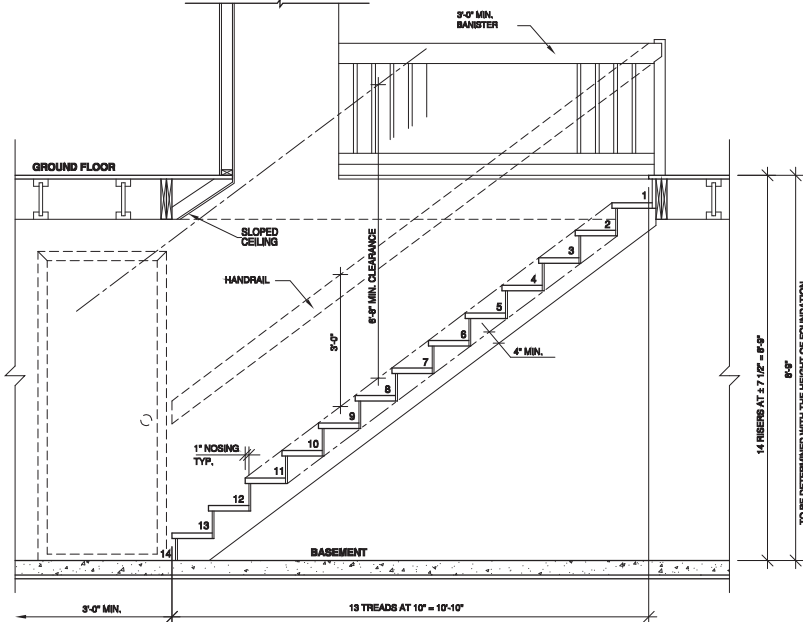 3'-0" MIN.
BANISTER
GROUND FLOOR
1
SLOPED
CEILING
2
3
HANDRAIL
4
6'-8" MIN. CLEARANCE
5
3'-0"
6
4" MIN.
7
8
9
1" NOSING
TYP.
10
11
12
13
14
BASEMENT
14 RISERS AT ± 7 1/2" = 8'-9"
8'-9"
TO BE DETERMINED WITH THE HEIGHT OF FOUNDATION
3'-0" MIN.
13 TREADS AT 10" = 10'-10"